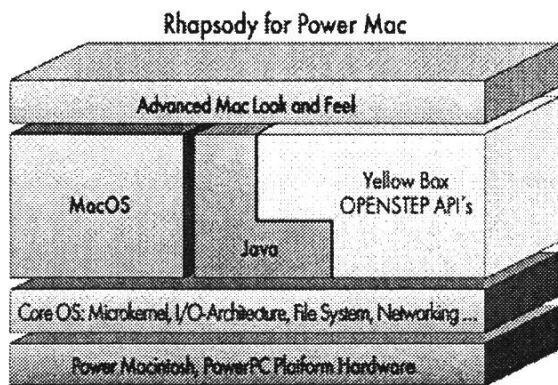 Rhapsody for Power Mac
Advanced Mac Look and Feel
MacOS
Java
Yellow Box
OPENSTEP API's
Core OS: Microkernel, I/O-Architecture, File System, Networking ...
Power Macintosh, PowerPC Platform Hardware